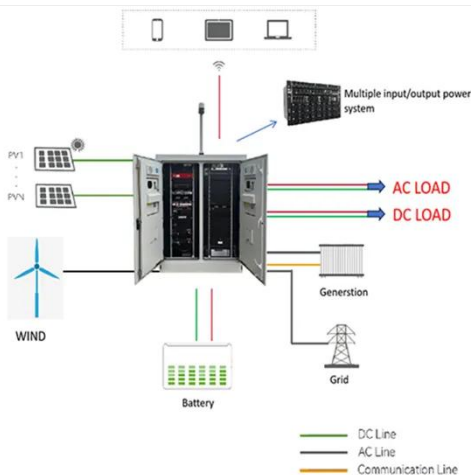 Multiple input/output power
system
PV1
PVN
AC LOAD
DC LOAD
WIND
Generstion
Grid
Battery
DC Line
AC Line
Communication Line